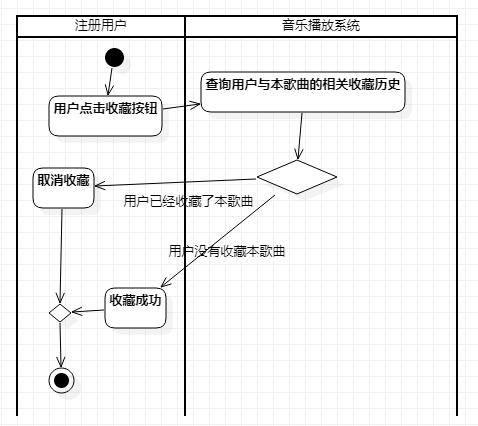 注册用户
音乐播放系统
查询用户与本歌曲的相关收藏历史
用户点击收藏按钮
取消收藏
用户已经收藏了本歌曲
用户没有收藏本歌曲
收藏成功